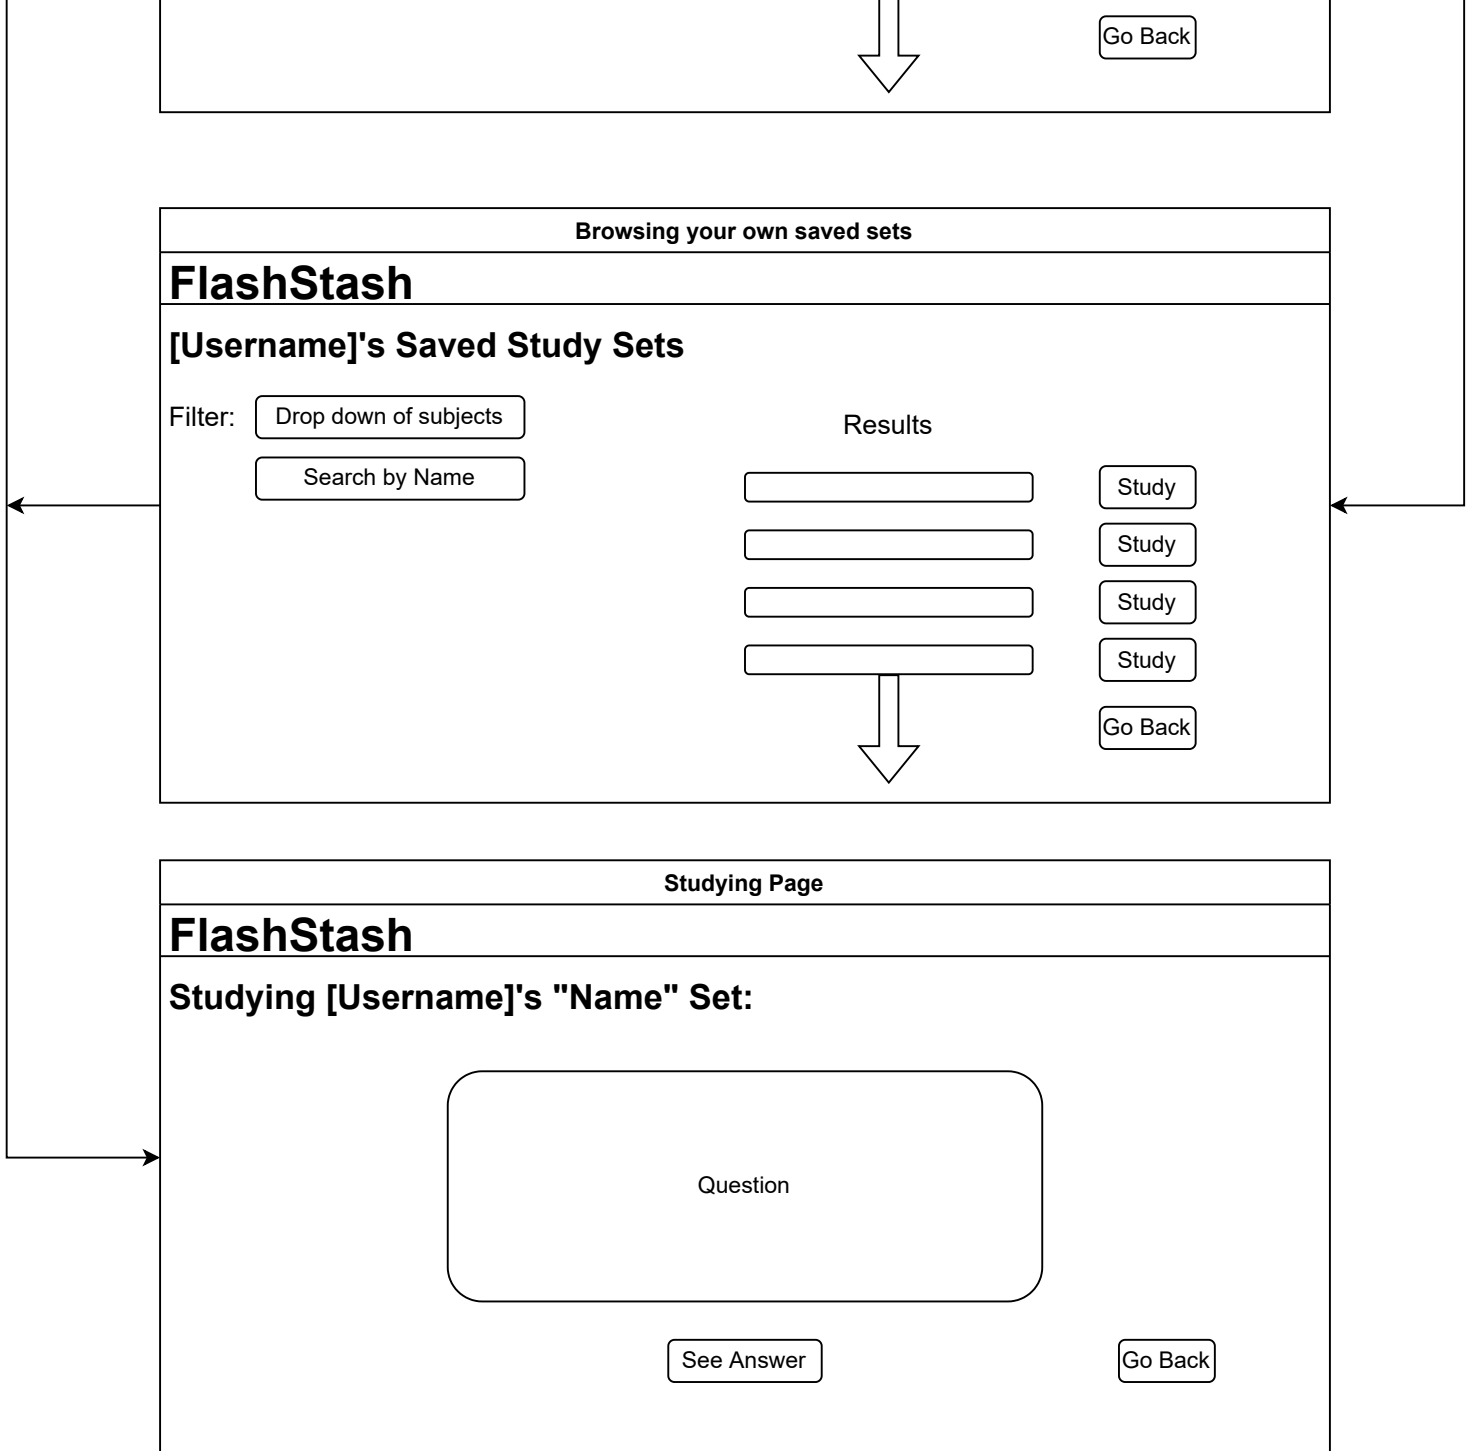 Go Back
Browsing your own saved sets
FlashStash
[Username]'s Saved Study Sets
Filter:
Drop down of subjects
Search by Name
Results
Study
Study
Study
Study
Go Back
Studying Page
FlashStash
Studying [Username]'s "Name" Set:
Question
See Answer
Go Back